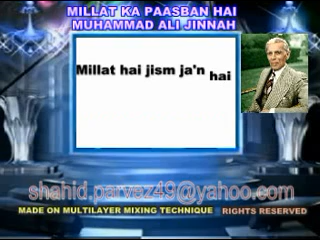 MILLAT KA PAASBAN HAI
MUHAMMAD ALI JINNAH
Millat hai jism ja'n hai
shahid.parvez49@yahoo.com
MADE ON MULTILAYER MIXING TECHNIQUE RIGHTS RESERVED